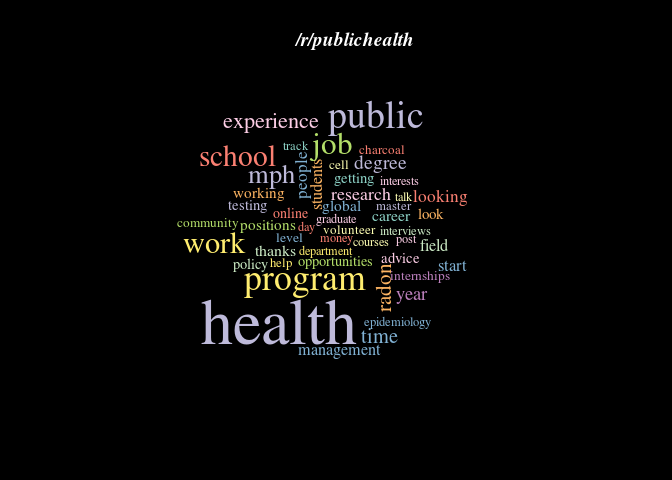 /r/publichealth
experience public
school track job charcoal
mph people students cell degree
getting interests
working research talk looking
testing online global master
graduate career look
community positions day volunteer interviews
work level money courses post field
thanks department
policy help opportunities advice start
program radon internships
year
health epidemiology
time
management